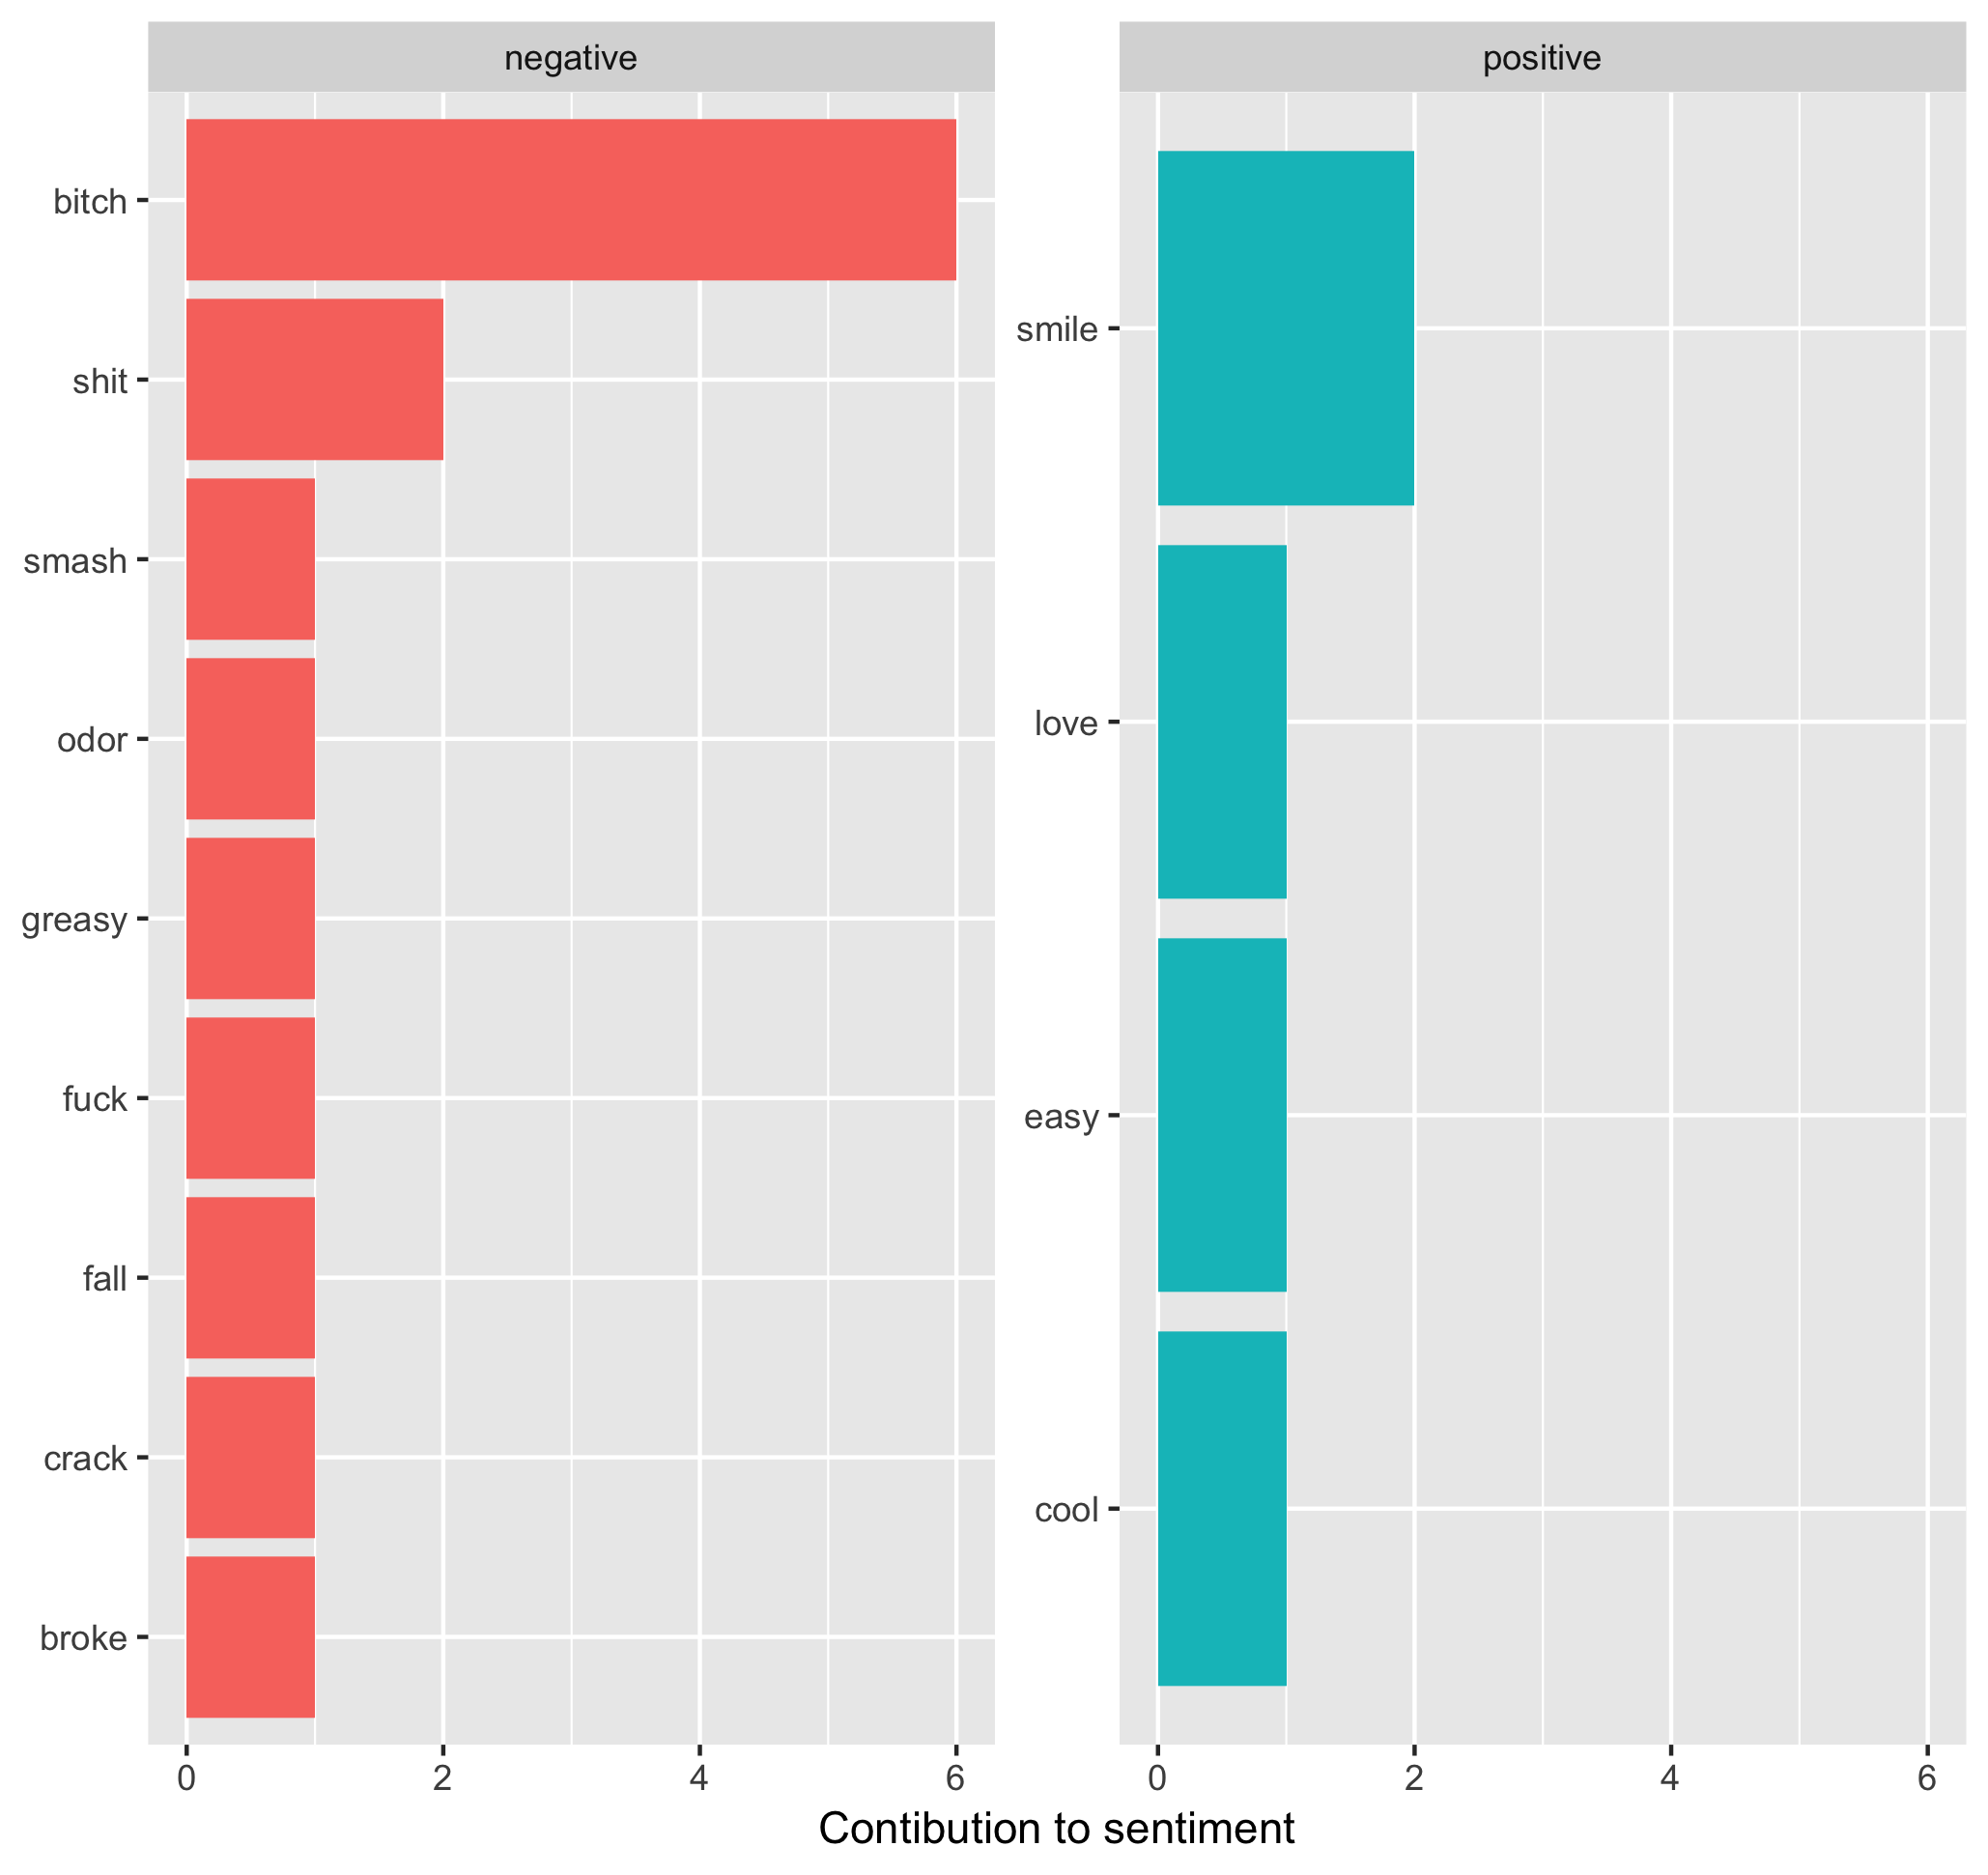 negative
bitch
shit
smash
odor
greasy
fuck
fall
crack
broke
0 2 4 6
positive
smile
love
easy
cool
0 2 4 6
Contibution to sentiment